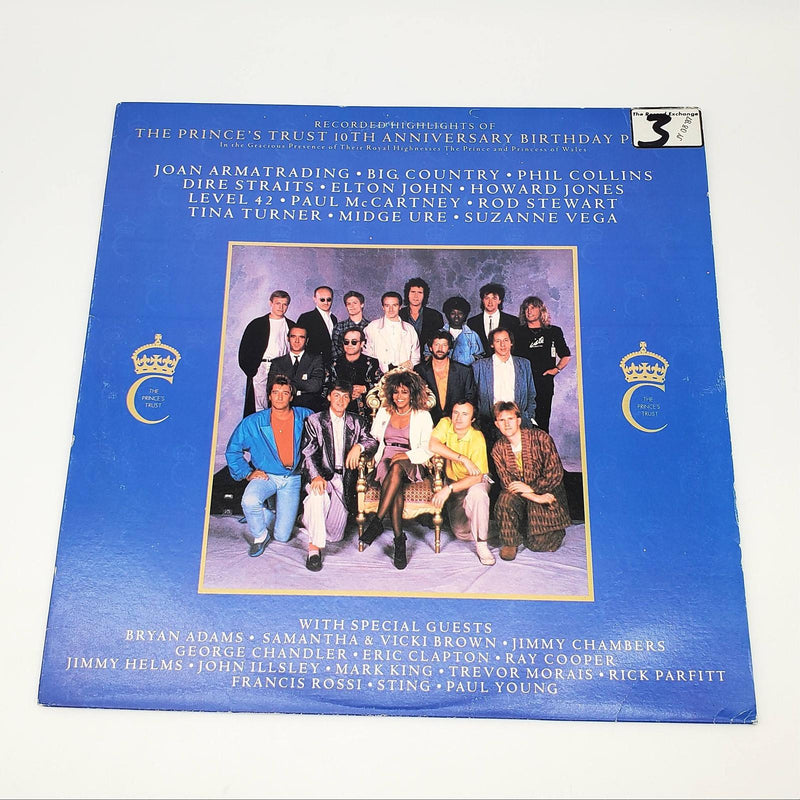 RECORDED HIGHLIGHTS OF
THE PRINCE'S TRUST 10TH ANNIVERSARY BIRTHDAY P
In the Gracious Presence of Their Royal Highnesses The Prince and Princess of Wales
The Record Exchange
3
JOAN ARMATRADING • BIG COUNTRY • PHIL COLLINS
DIRE STRAITS • ELTON JOHN • HOWARD JONES
LEVEL 42 • PAUL McCARTNEY • ROD STEWART
TINA TURNER • MIDGE URE • SUZANNE VEGA
THE
PRINCE'S
TRUST
THE
PRINCE'S
TRUST
WITH SPECIAL GUESTS
BRYAN ADAMS • SAMANTHA & VICKI BROWN • JIMMY CHAMBERS
GEORGE CHANDLER • ERIC CLAPTON • RAY COOPER
JIMMY HELMS • JOHN ILLSLEY • MARK KING • TREVOR MORAIS • RICK PARFITT
FRANCIS ROSSI • STING • PAUL YOUNG